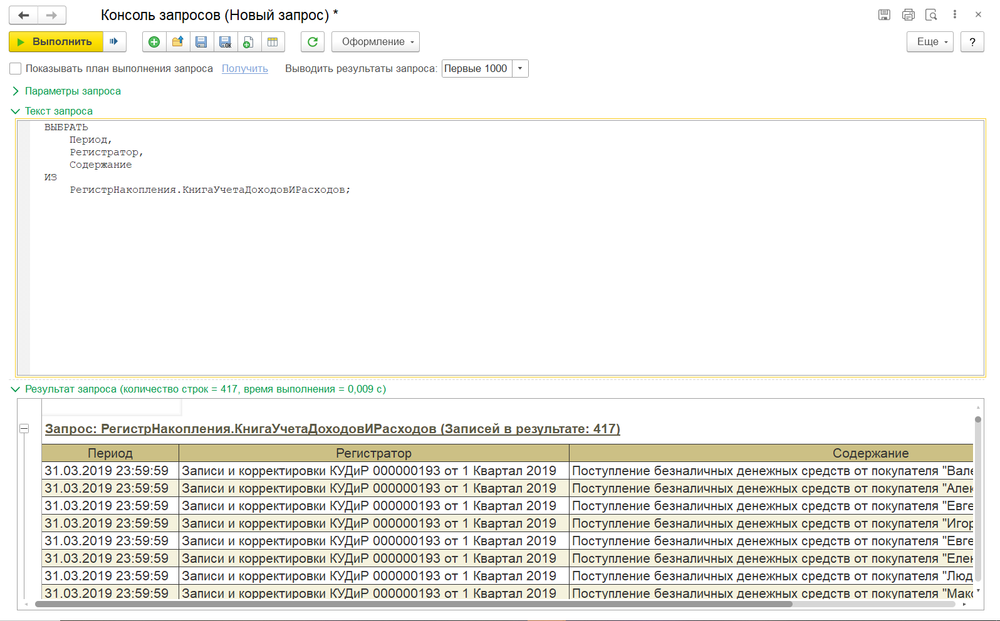 Консоль запросов (Новый запрос) *
Выполнить
OK
Оформление
Еще
?
Показывать план выполнения запроса Получить Выводить результаты запроса: Первые 1000
Параметры запроса
Текст запроса
ВЫБРАТЬ
Период,
Регистратор,
Содержание
ИЗ
РегистрНакопления.КнигаУчетаДоходовИРасходов;
Результат запроса (количество строк = 417, время выполнения = 0,009 с)
Запрос: РегистрНакопления.КнигаУчетаДоходовИРасходов (Записей в результате: 417)
Период Регистратор Содержание
31.03.2019 23:59:59 Записи и корректировки КУДиР 000000193 от 1 Квартал 2019 Поступление безналичных денежных средств от покупателя "Вале
31.03.2019 23:59:59 Записи и корректировки КУДиР 000000193 от 1 Квартал 2019 Поступление безналичных денежных средств от покупателя "Алек
31.03.2019 23:59:59 Записи и корректировки КУДиР 000000193 от 1 Квартал 2019 Поступление безналичных денежных средств от покупателя "Евге
31.03.2019 23:59:59 Записи и корректировки КУДиР 000000193 от 1 Квартал 2019 Поступление безналичных денежных средств от покупателя "Игор
31.03.2019 23:59:59 Записи и корректировки КУДиР 000000193 от 1 Квартал 2019 Поступление безналичных денежных средств от покупателя "Евге
31.03.2019 23:59:59 Записи и корректировки КУДиР 000000193 от 1 Квартал 2019 Поступление безналичных денежных средств от покупателя "Елен
31.03.2019 23:59:59 Записи и корректировки КУДиР 000000193 от 1 Квартал 2019 Поступление безналичных денежных средств от покупателя "Люд
31.03.2019 23:59:59 Записи и корректировки КУДиР 000000193 от 1 Квартал 2019 Поступление безналичных денежных средств от покупателя "Макс